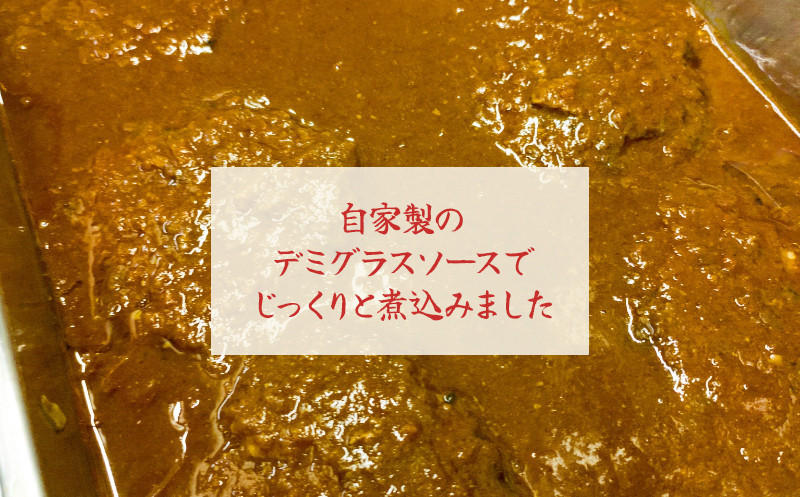 自家製の
デミグラスソースで
じっくりと煮込みました